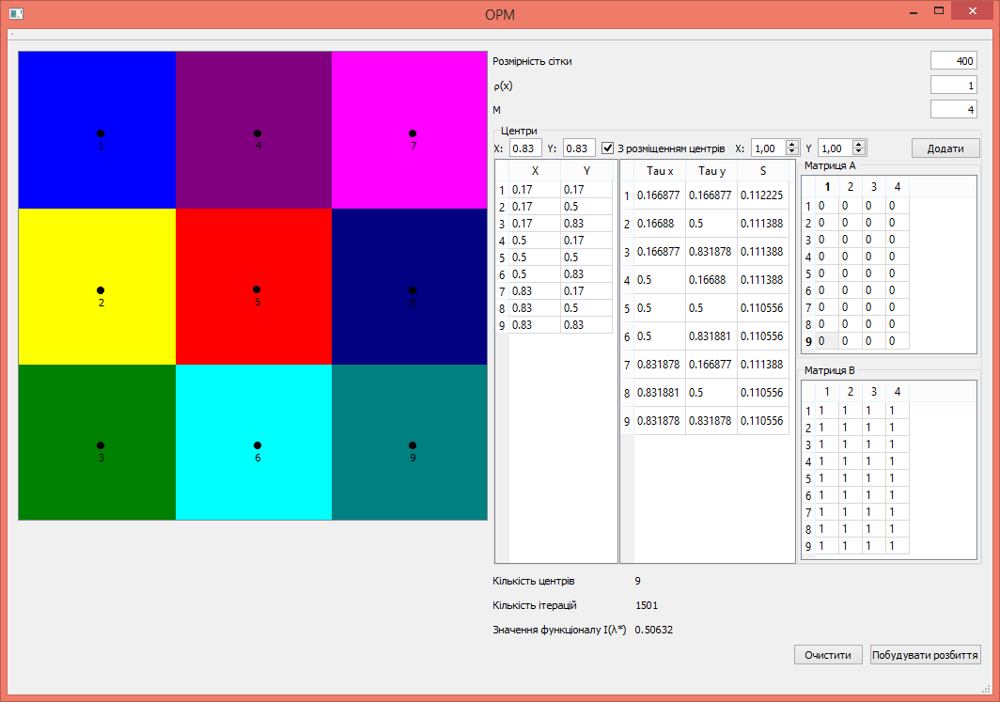 OPM
Розмірність сітки 400
ρ(x) 1
M 4
Центри
X: 0.83 Y: 0.83 З розміщенням центрів X: 1,00 Y 1,00 Додати
X Y
1 0.17 0.17
2 0.17 0.5
3 0.17 0.83
4 0.5 0.17
5 0.5 0.5
6 0.5 0.83
7 0.83 0.17
8 0.83 0.5
9 0.83 0.83
Tau x Tau y S
1 0.166877 0.166877 0.112225
2 0.16688 0.5 0.111388
3 0.166877 0.831878 0.111388
4 0.5 0.16688 0.111388
5 0.5 0.5 0.110556
6 0.5 0.831881 0.110556
7 0.831878 0.166877 0.111388
8 0.831881 0.5 0.110556
9 0.831878 0.831878 0.110556
Матриця A
1 2 3 4
1 0 0 0 0
2 0 0 0 0
3 0 0 0 0
4 0 0 0 0
5 0 0 0 0
6 0 0 0 0
7 0 0 0 0
8 0 0 0 0
9 0 0 0 0
Матриця B
1 2 3 4
1 1 1 1 1
2 1 1 1 1
3 1 1 1 1
4 1 1 1 1
5 1 1 1 1
6 1 1 1 1
7 1 1 1 1
8 1 1 1 1
9 1 1 1 1
1 4 7
2 5 8
3 6 9
Кількість центрів 9
Кількість ітерацій 1501
Значення функціоналу I(λ*) 0.50632
Очистити Побудувати розбиття